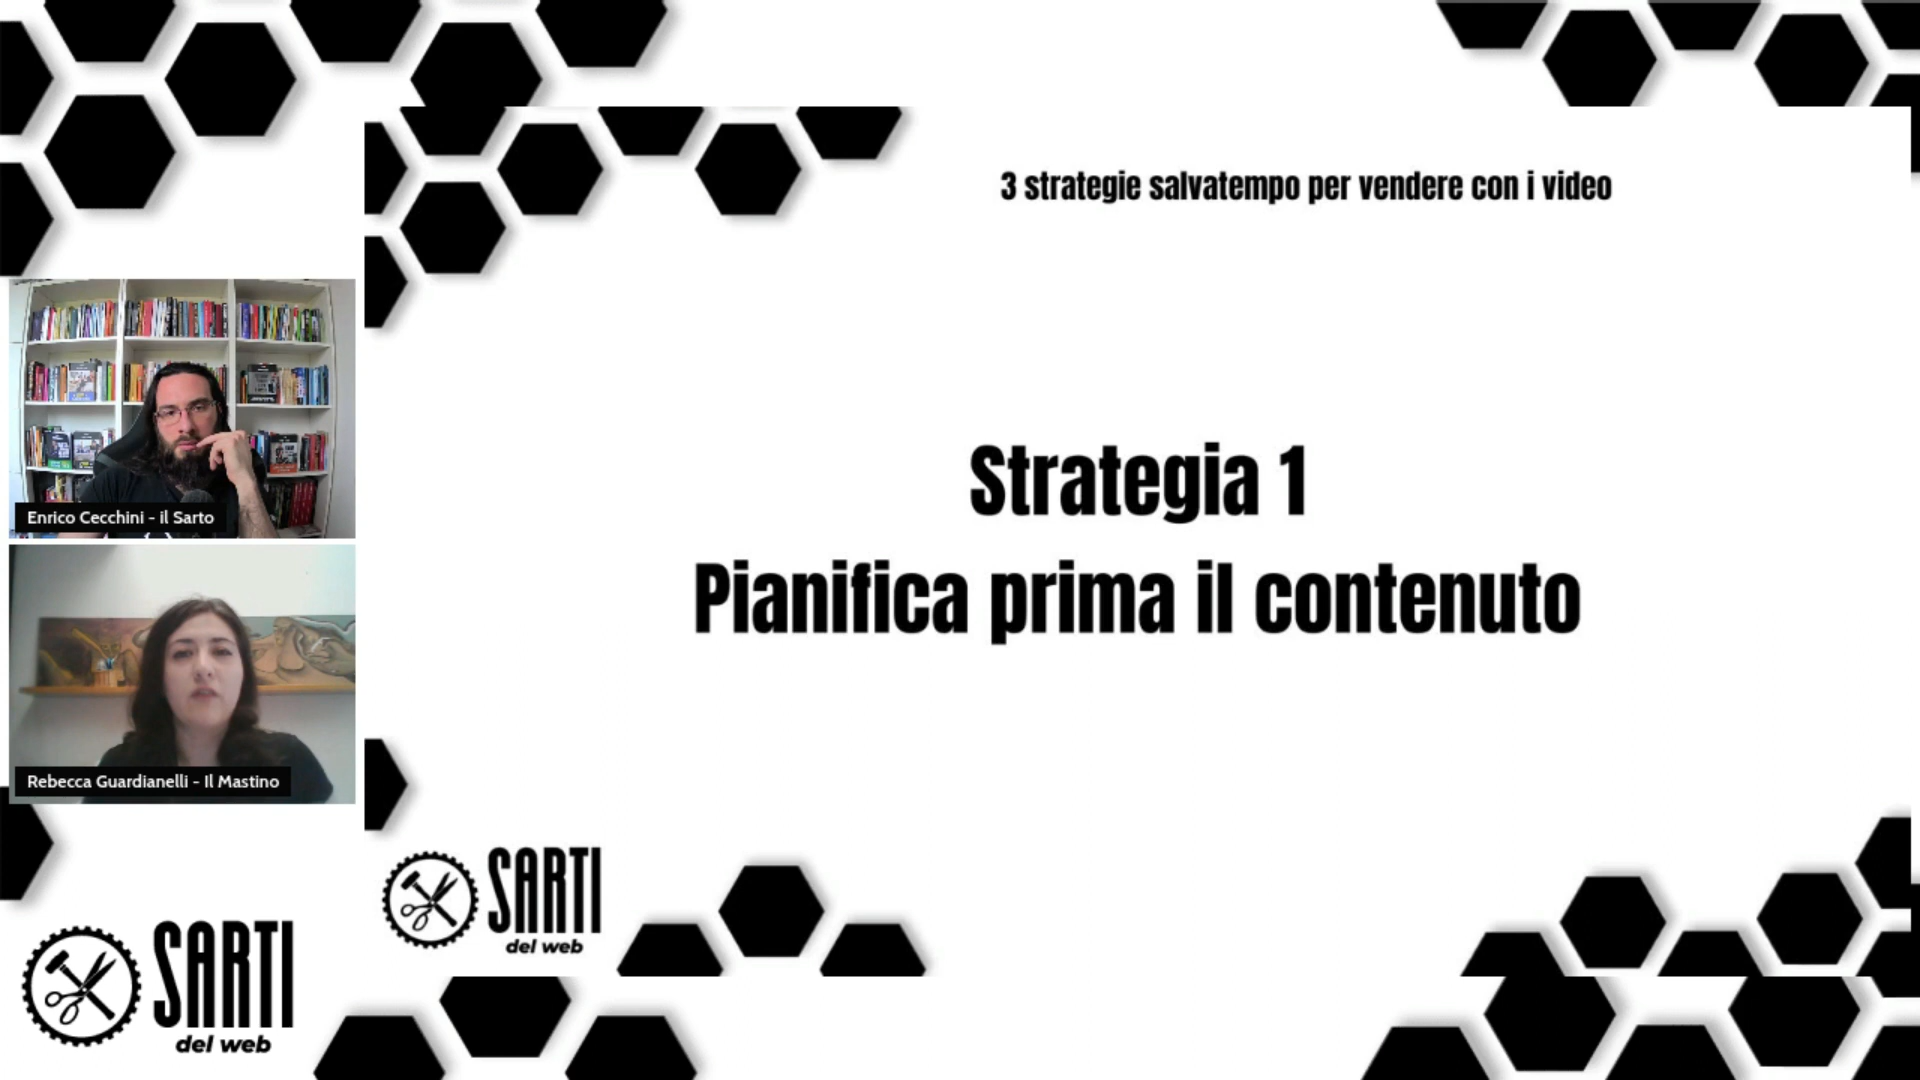 3 strategie salvatempo per vendere con i video
Strategia 1
Pianifica prima il contenuto
Enrico Cecchini - il Sarto
Rebecca Guardianelli - Il Mastino
SARTI
del web
SARTI
del web